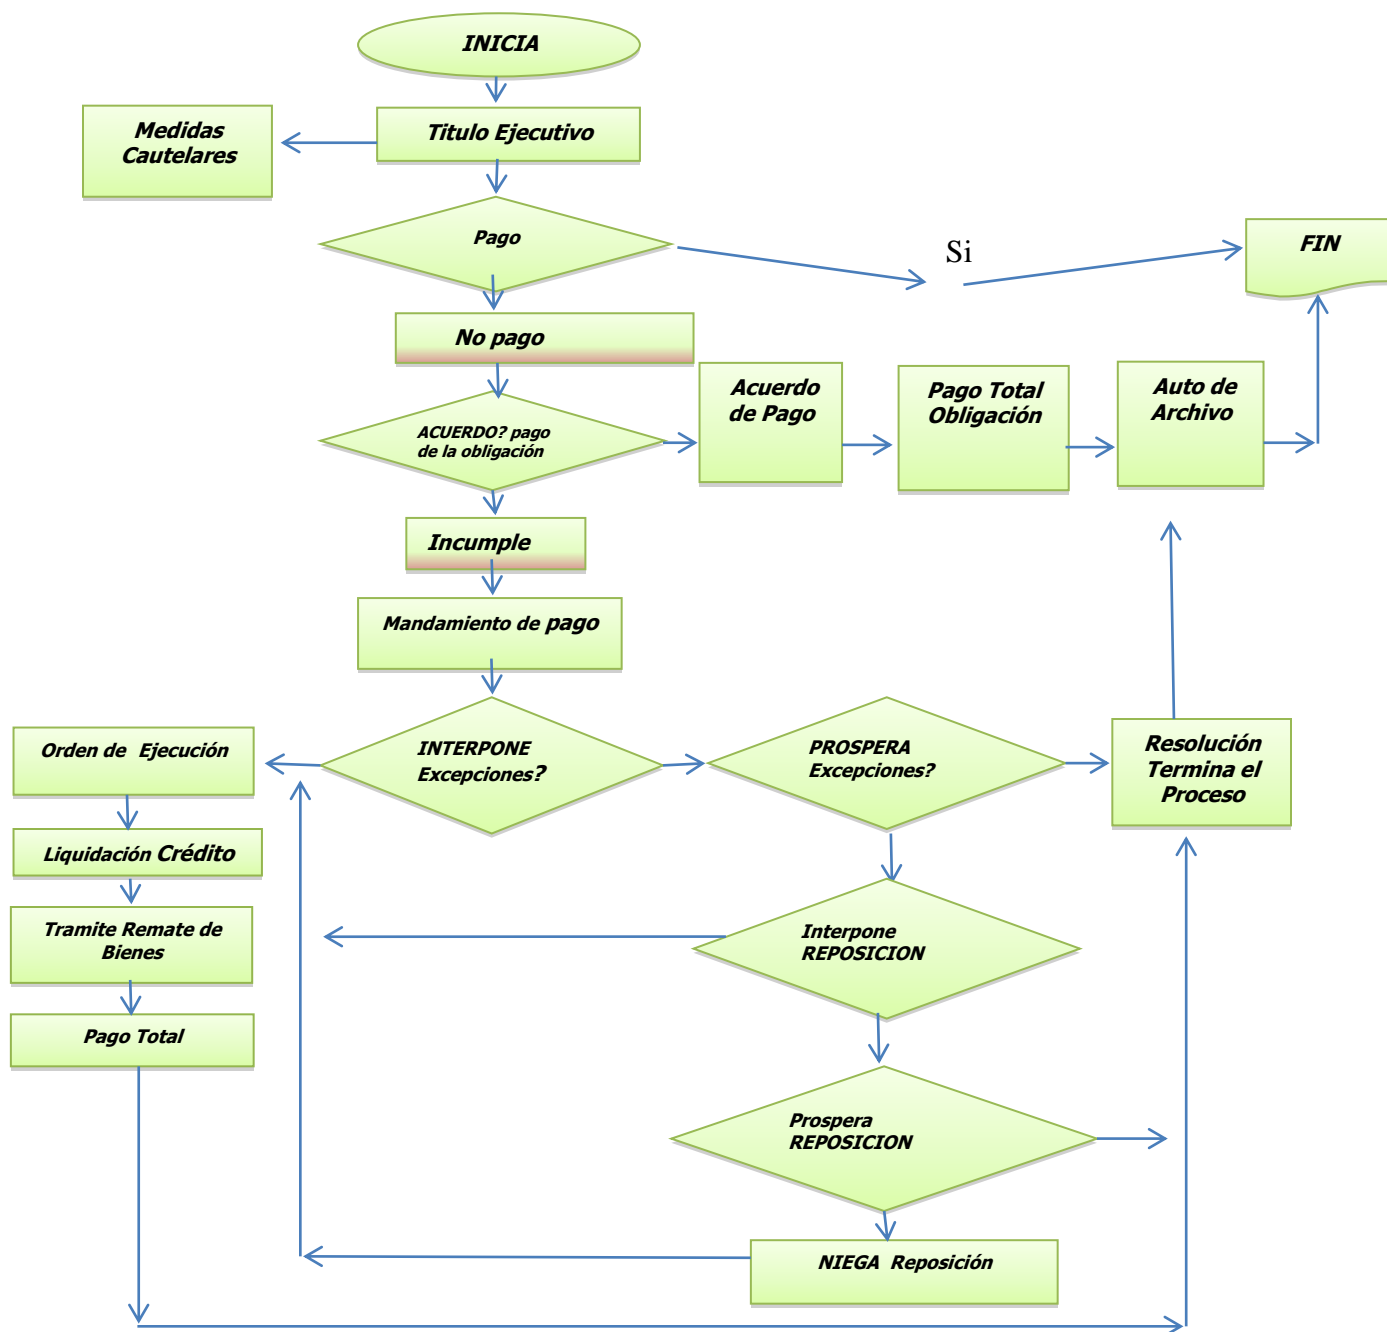 INICIA
Medidas
Cautelares
Titulo Ejecutivo
Pago
Si
FIN
No pago
ACUERDO? pago
de la obligación
Acuerdo
de Pago
Pago Total
Obligación
Auto de
Archivo
Incumple
Mandamiento de pago
Orden de Ejecución
INTERPONE
Excepciones?
PROSPERA
Excepciones?
Resolución
Termina el
Proceso
Liquidación Crédito
Tramite Remate de
Bienes
Interpone
REPOSICION
Pago Total
Prospera
REPOSICION
NIEGA Reposición